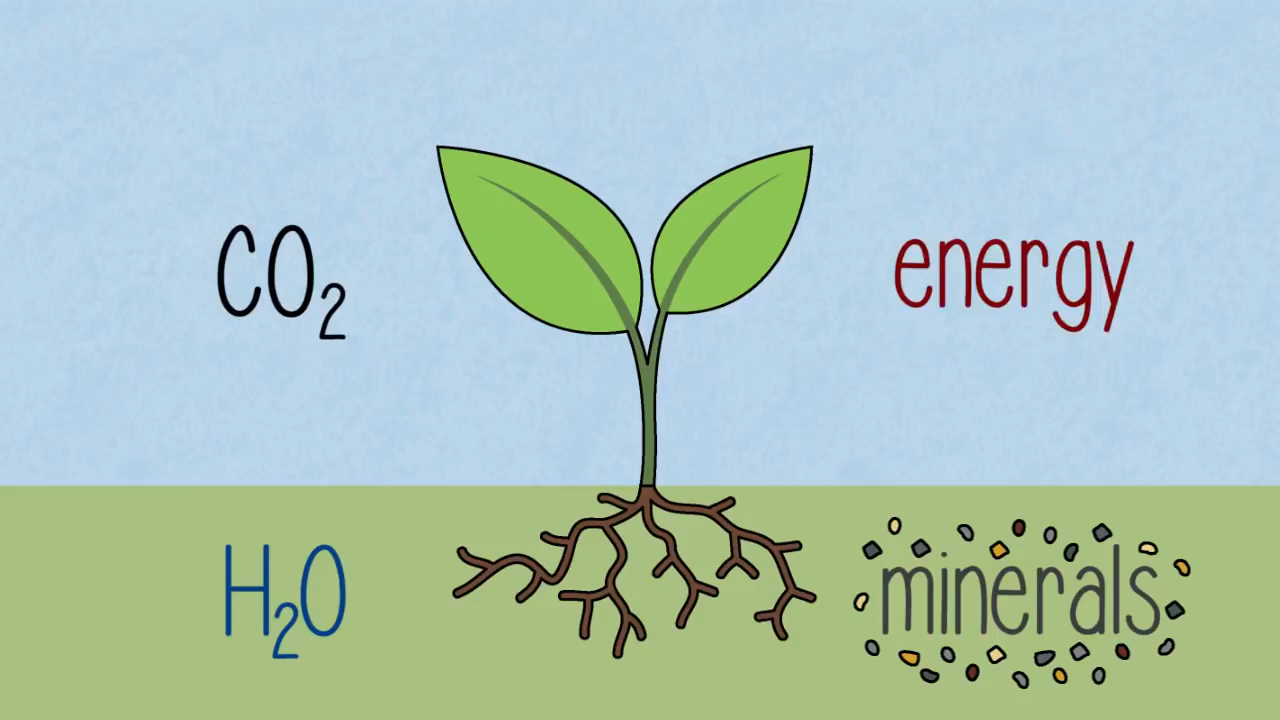 CO₂
energy
H₂O
minerals